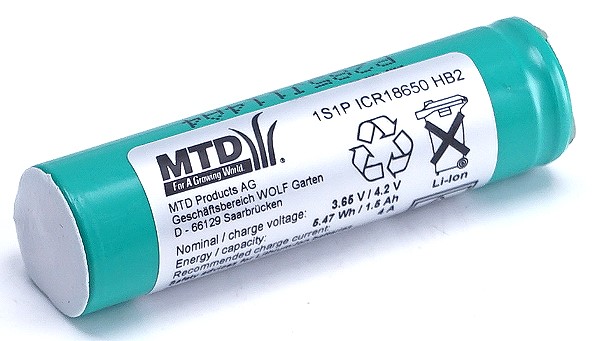 1S1P ICR18650 HB2
MTD
For A Growing World.
MTD Products AG
Geschäftsbereich WOLF Garten
D - 66129 Saarbrücken
Nominal / charge voltage: 3.65 V / 4.2 V
Energy / capacity: 5.47 Wh / 1.5 Ah
Recommended charge current: 4 A
Li-Ion